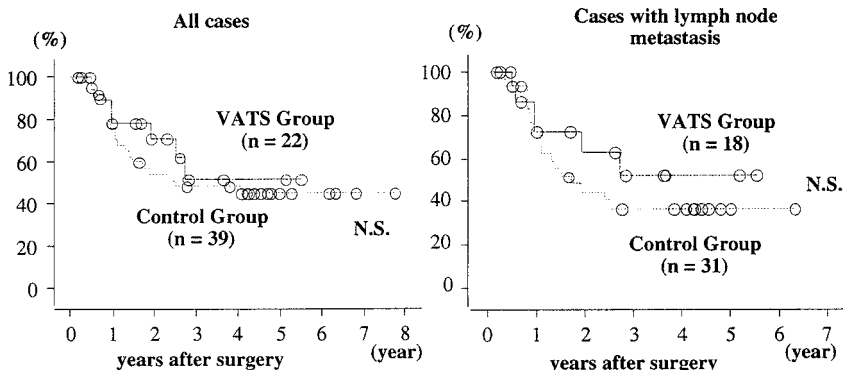 All cases
(%)
100
80
60
40
20
0
VATS Group
(n = 22)
Control Group
(n = 39)
N.S.
0 1 2 3 4 5 6 7 8
years after surgery
(year)
Cases with lymph node
metastasis
(%)
100
80
60
40
20
0
VATS Group
(n = 18)
N.S.
Control Group
(n = 31)
0 1 2 3 4 5 6 7
years after surgery
(year)